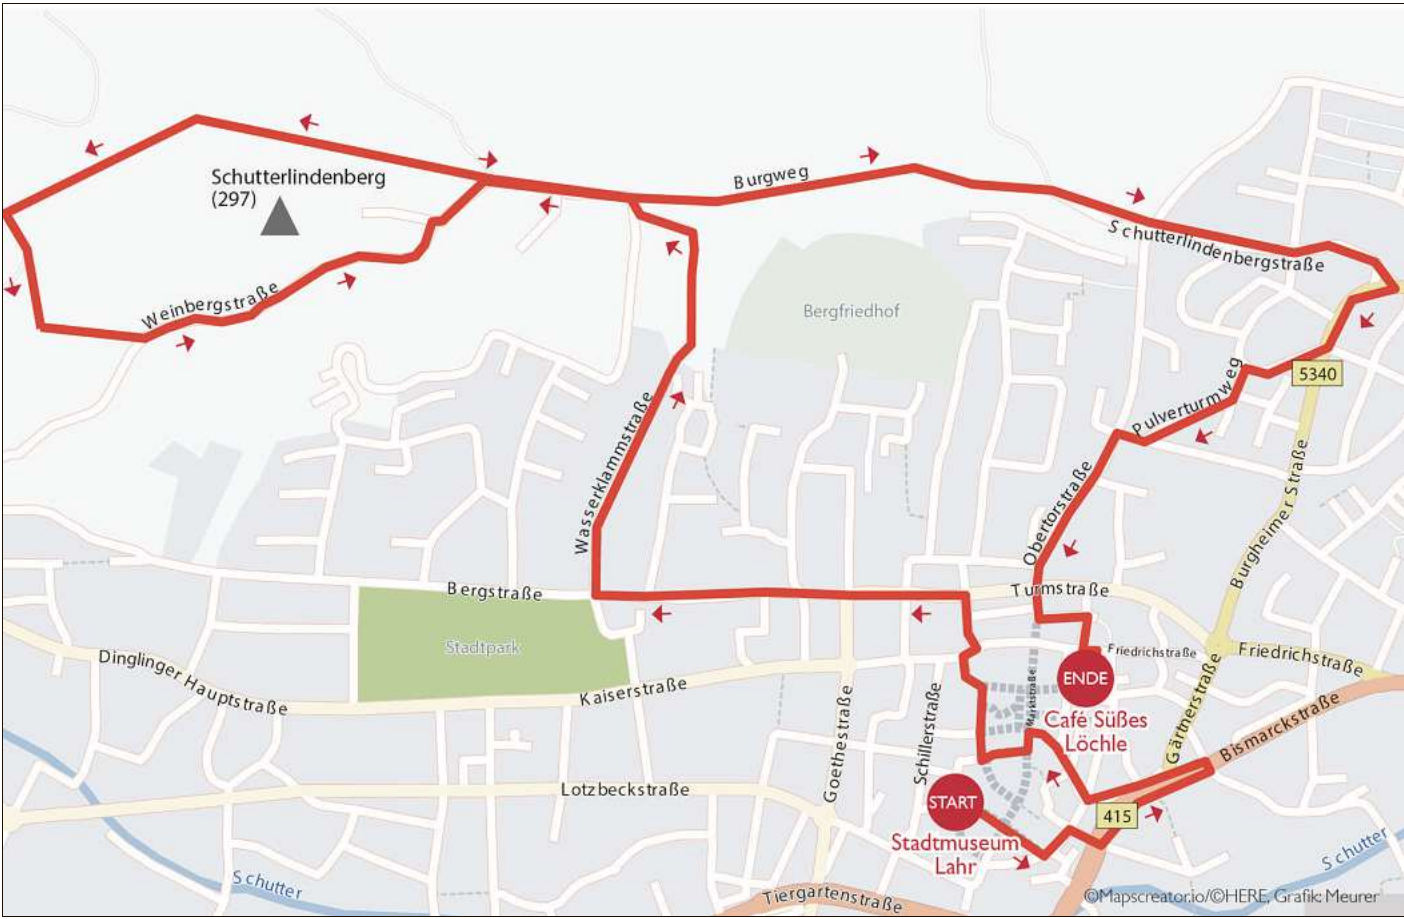 Burgweg
Schutterlindenberg
(297)
Schutterlindenbergstraße
Weinbergstraße
Bergfriedhof
5340
Pulverturmweg
Wasserklammstraße
Obertorstraße
Burgheimer Straße
Bergstraße
Turmstraße
Stadtpark
Friedrichstraße
Friedrichstraße
Dinglinger Hauptstraße
Kaiserstraße
ENDE
Café Süßes
Löchle
Marktstraße
Schillerstraße
Goethestraße
Gärtnerstraße
Bismarckstraße
Lotzbeckstraße
START
Stadtmuseum
Lahr
415
Schutter
Schutter
Tiergartenstraße
©Mapscreator.io/©HERE, Grafik: Meurer